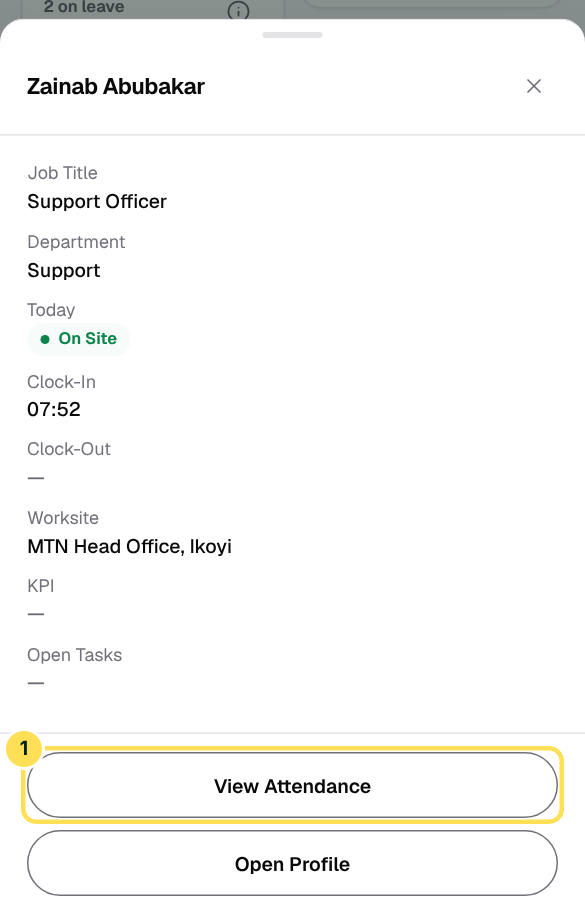 2 on leave
Zainab Abubakar
Job Title
Support Officer
Department
Support
Today
On Site
Clock-In
07:52
Clock-Out
—
Worksite
MTN Head Office, Ikoyi
KPI
—
Open Tasks
—
1
View Attendance
Open Profile